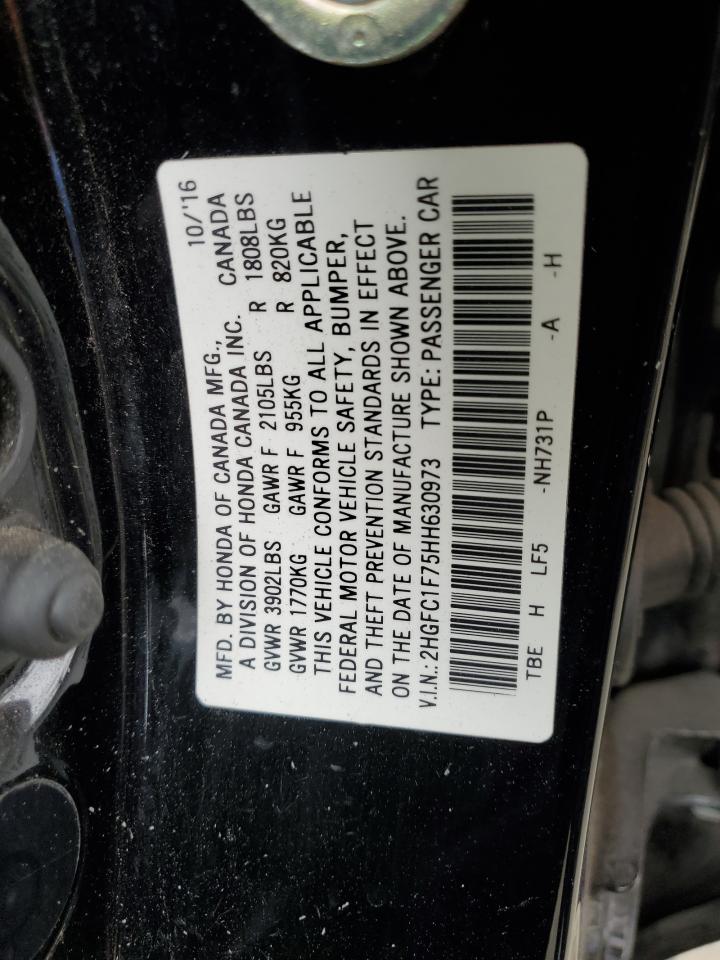 10/'16
MFD. BY HONDA OF CANADA MFG., CANADA
A DIVISION OF HONDA CANADA INC.
GVWR 3902LBS GAWR F 2105LBS R 1808LBS
GVWR 1770KG GAWR F 955KG R 820KG
THIS VEHICLE CONFORMS TO ALL APPLICABLE
FEDERAL MOTOR VEHICLE SAFETY, BUMPER,
AND THEFT PREVENTION STANDARDS IN EFFECT
ON THE DATE OF MANUFACTURE SHOWN ABOVE.
V.I.N.: 2HGFC1F75HH630973 TYPE: PASSENGER CAR
TBE H LF5 -NH731P -A -H